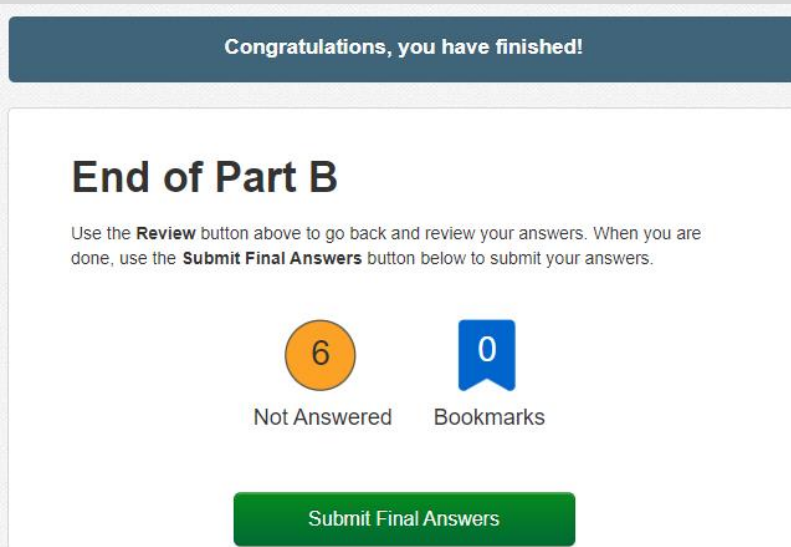 Congratulations, you have finished!
End of Part B
Use the Review button above to go back and review your answers. When you are
done, use the Submit Final Answers button below to submit your answers.
6 0
Not Answered Bookmarks
Submit Final Answers